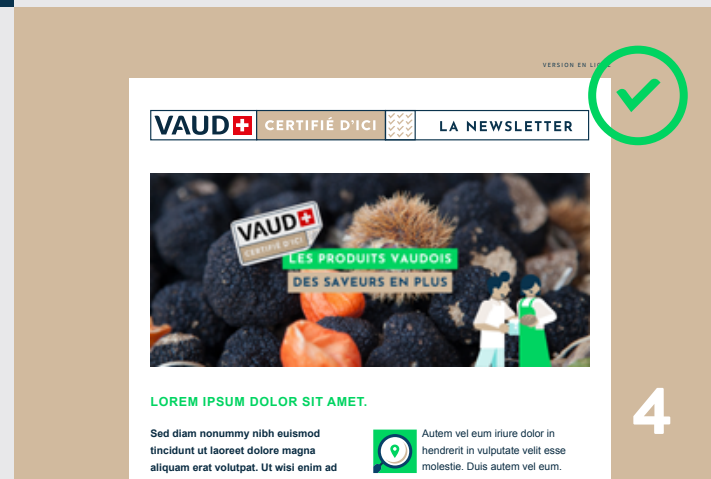 VERSION EN LIGNE
VAUD CERTIFIÉ D'ICI LA NEWSLETTER
VAUD
CERTIFIÉ D'ICI
LES PRODUITS VAUDOIS
DES SAVEURS EN PLUS
4
LOREM IPSUM DOLOR SIT AMET.
Sed diam nonummy nibh euismod
tincidunt ut laoreet dolore magna
aliquam erat volutpat. Ut wisi enim ad
Autem vel eum iriure dolor in
hendrerit in vulputate velit esse
molestie. Duis autem vel eum.